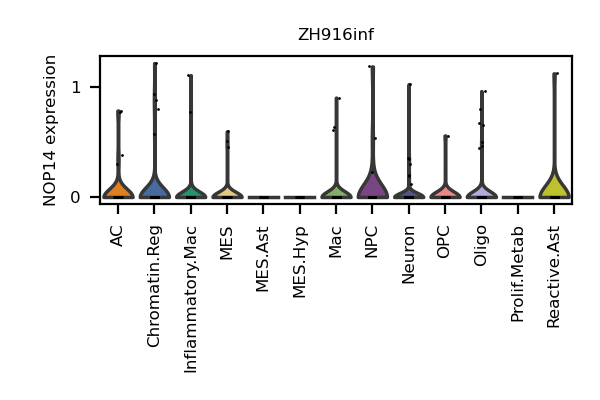 ZH916inf
NOP14 expression
1
0
AC
Chromatin.Reg
Inflammatory.Mac
MES
MES.Ast
MES.Hyp
Mac
NPC
Neuron
OPC
Oligo
Prolif.Metab
Reactive.Ast